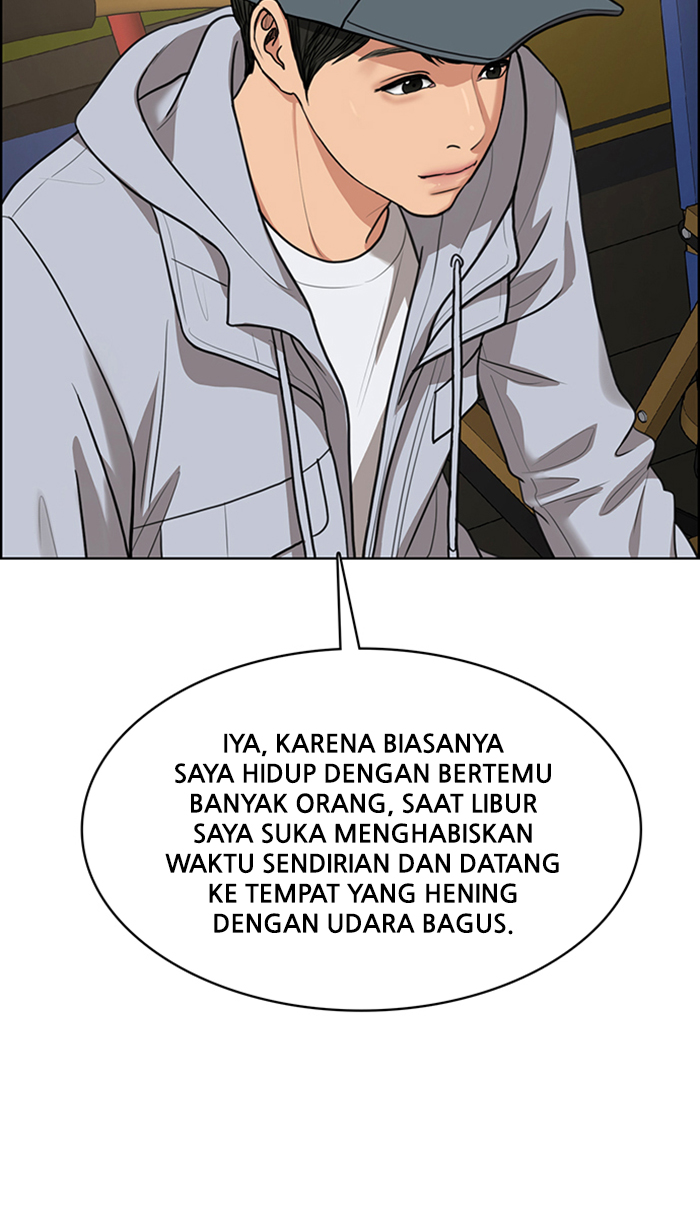 IYA, KARENA BIASANYA
SAYA HIDUP DENGAN BERTEMU
BANYAK ORANG, SAAT LIBUR
SAYA SUKA MENGHABISKAN
WAKTU SENDIRIAN DAN DATANG
KE TEMPAT YANG HENING
DENGAN UDARA BAGUS.